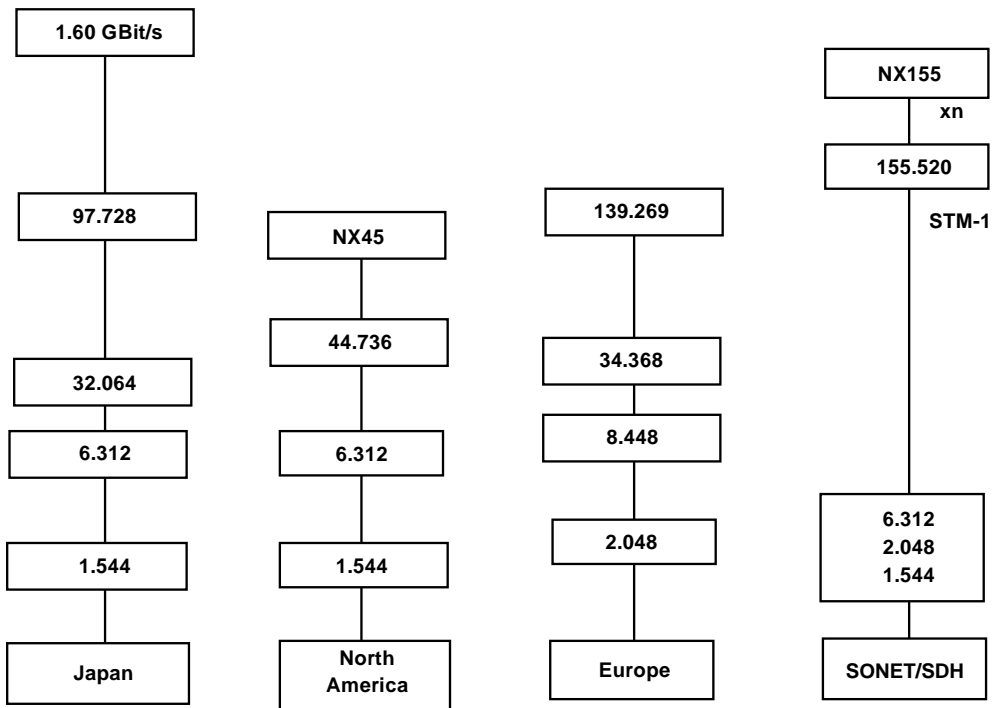 1.60 GBit/s
97.728
32.064
6.312
1.544
Japan
NX45
44.736
6.312
1.544
North
America
139.269
34.368
8.448
2.048
Europe
NX155
xn
155.520
STM-1
6.312
2.048
1.544
SONET/SDH